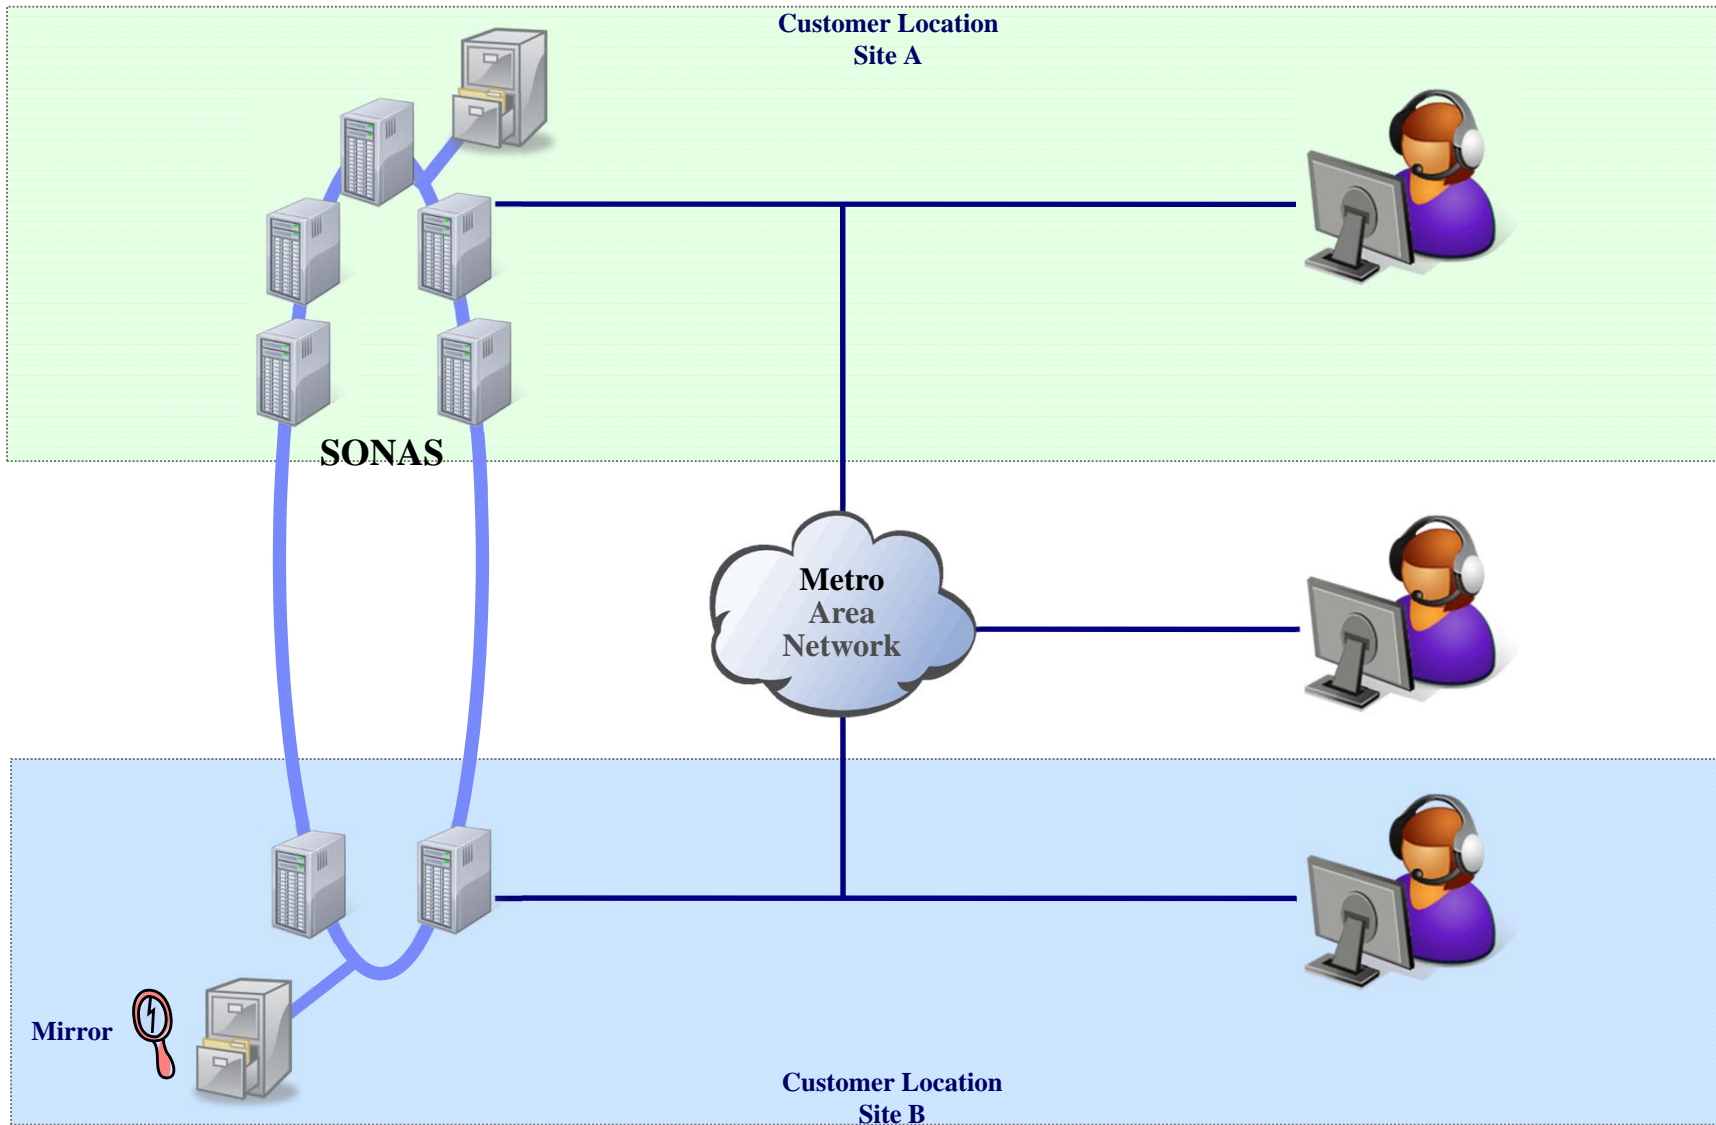 Customer Location
Site A
SONAS
Metro
Area
Network
Mirror
Customer Location
Site B